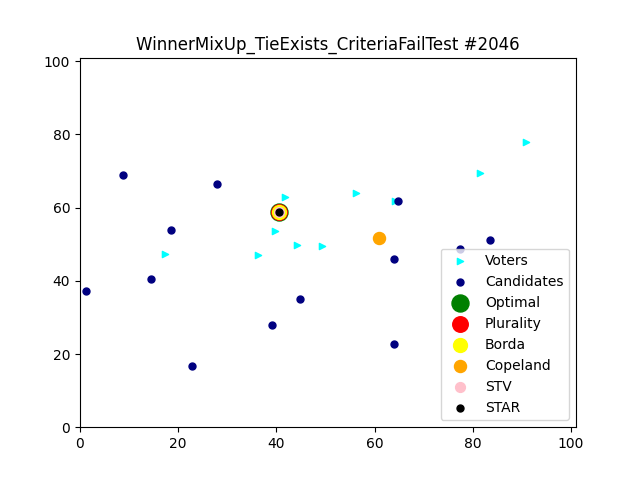 WinnerMixUp_TieExists_CriteriaFailTest #2046
100
80
60
40
20
0
0 20 40 60 80 100
Voters
Candidates
Optimal
Plurality
Borda
Copeland
STV
STAR